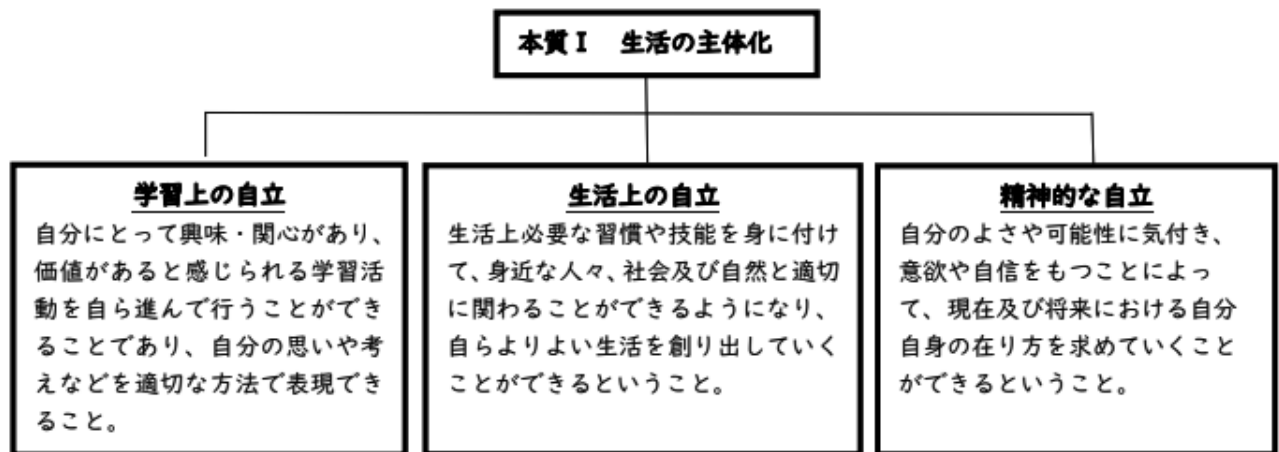 本質Ⅰ　生活の主体化
学習上の自立
自分にとって興味・関心があり、
価値があると感じられる学習活
動を自ら進んで行うことができ
ることであり、自分の思いや考
えなどを適切な方法で表現でき
ること。
生活上の自立
生活上必要な習慣や技能を身に付け
て、身近な人々、社会及び自然と適切
に関わることができるようになり、
自らよりよい生活を創り出していく
ことができるということ。
精神的な自立
自分のよさや可能性に気付き、
意欲や自信をもつことによっ
て、現在及び将来における自分
自身の在り方を求めていくこと
ができるということ。